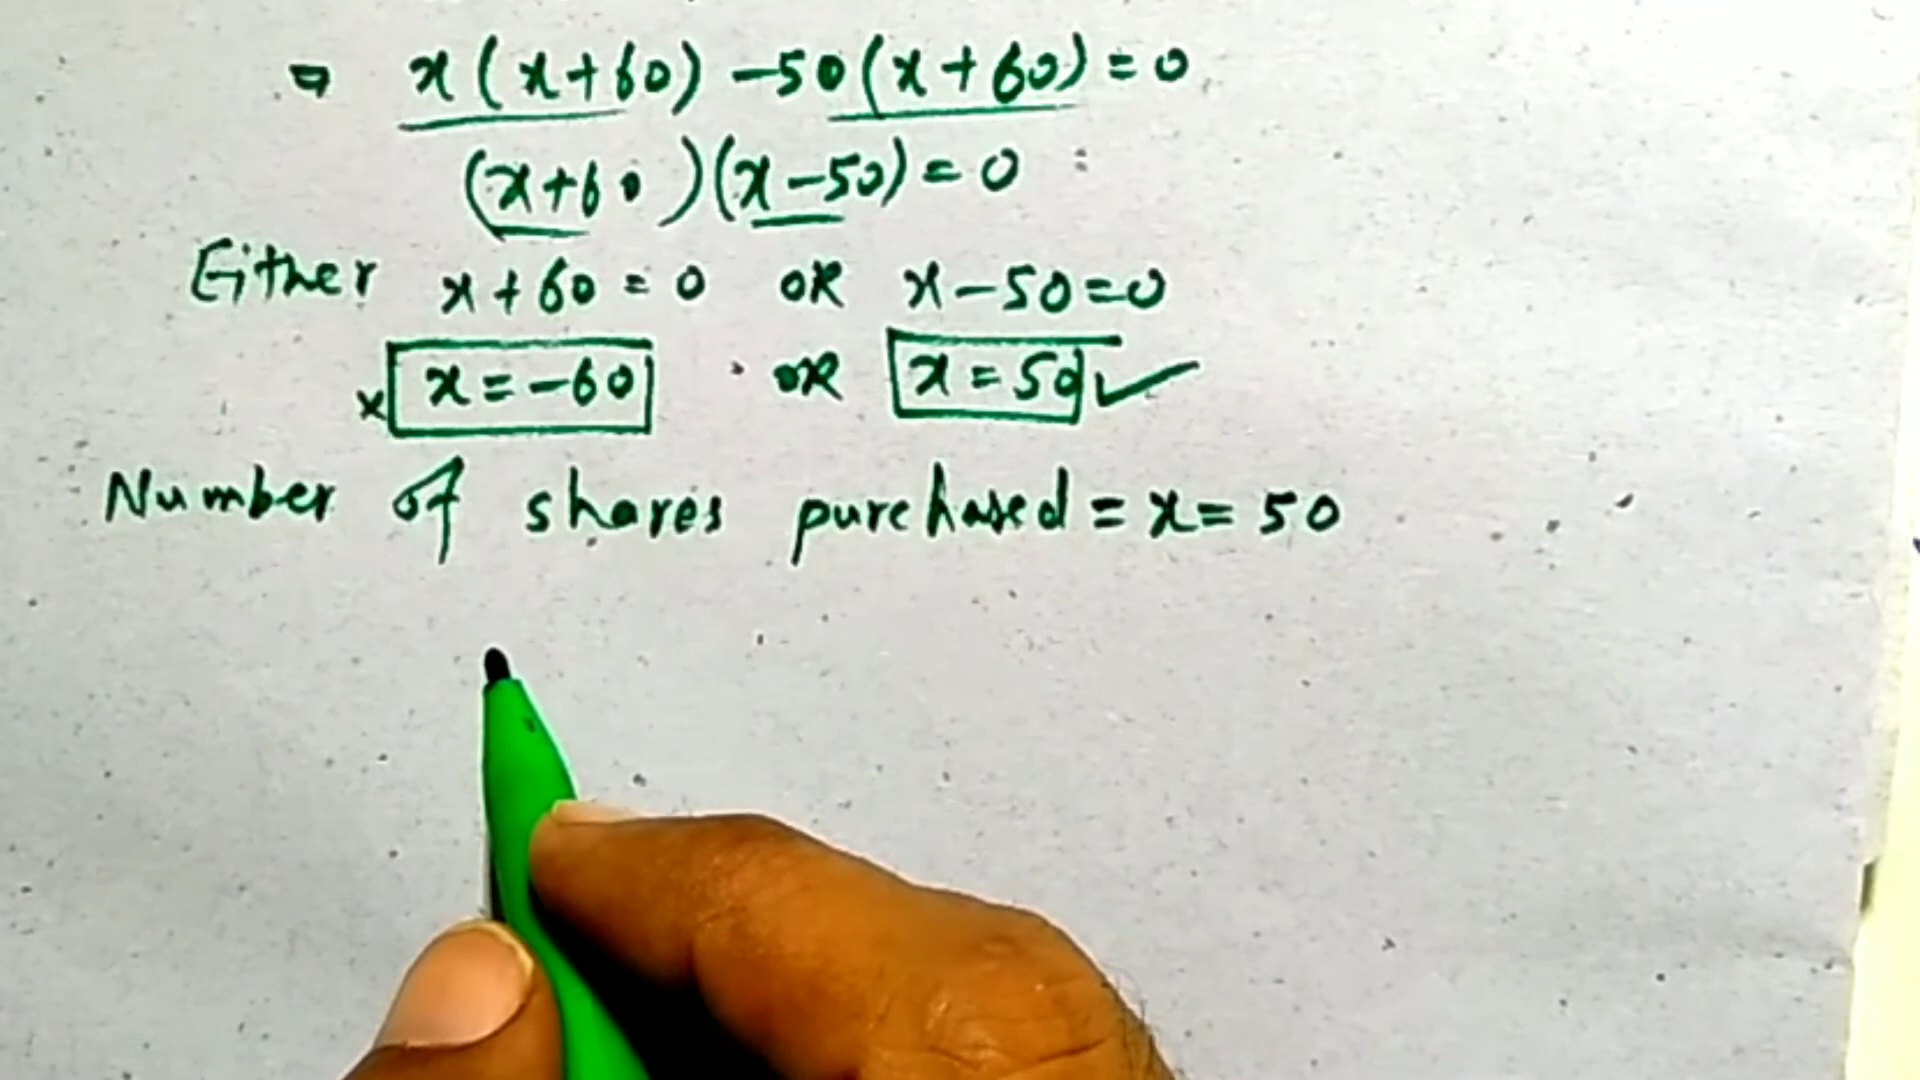 ⇒ x(x+60) -50(x+60)=0
(x+60)(x-50)=0
Either x+60=0 OR x-50=0
× x=-60 OR x=50 ✓
Number of shares purchased = x = 50